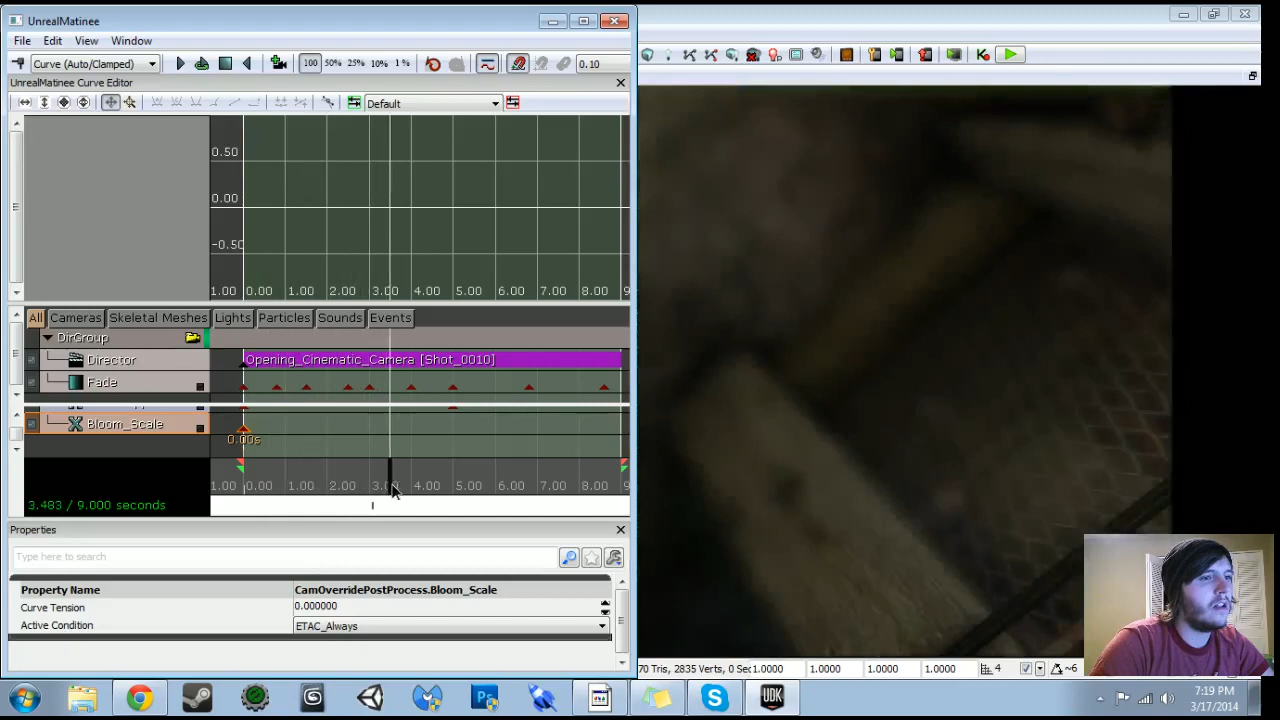 UnrealMatinee
File Edit View Window
Curve (Auto/Clamped) 100 50% 25% 10% 1% 0.10
UnrealMatinee Curve Editor
Default
0.50
0.00
-0.50
1.00 0.00 1.00 2.00 3.00 4.00 5.00 6.00 7.00 8.00 9
All Cameras Skeletal Meshes Lights Particles Sounds Events
DirGroup
Director Opening_Cinematic_Camera [Shot_0010]
Fade
Bloom_Scale
0.00s
1.00 0.00 1.00 2.00 3.00 4.00 5.00 6.00 7.00 8.00 9
3.483 / 9.000 seconds
Properties
Type here to search
Property Name CamOverridePostProcess.Bloom_Scale
Curve Tension 0.000000
Active Condition ETAC_Always
70 Tris, 2835 Verts, 0 Sec 1.0000 1.0000 1.0000 1.0000 4 ~6
UDK
7:19 PM
3/17/2014